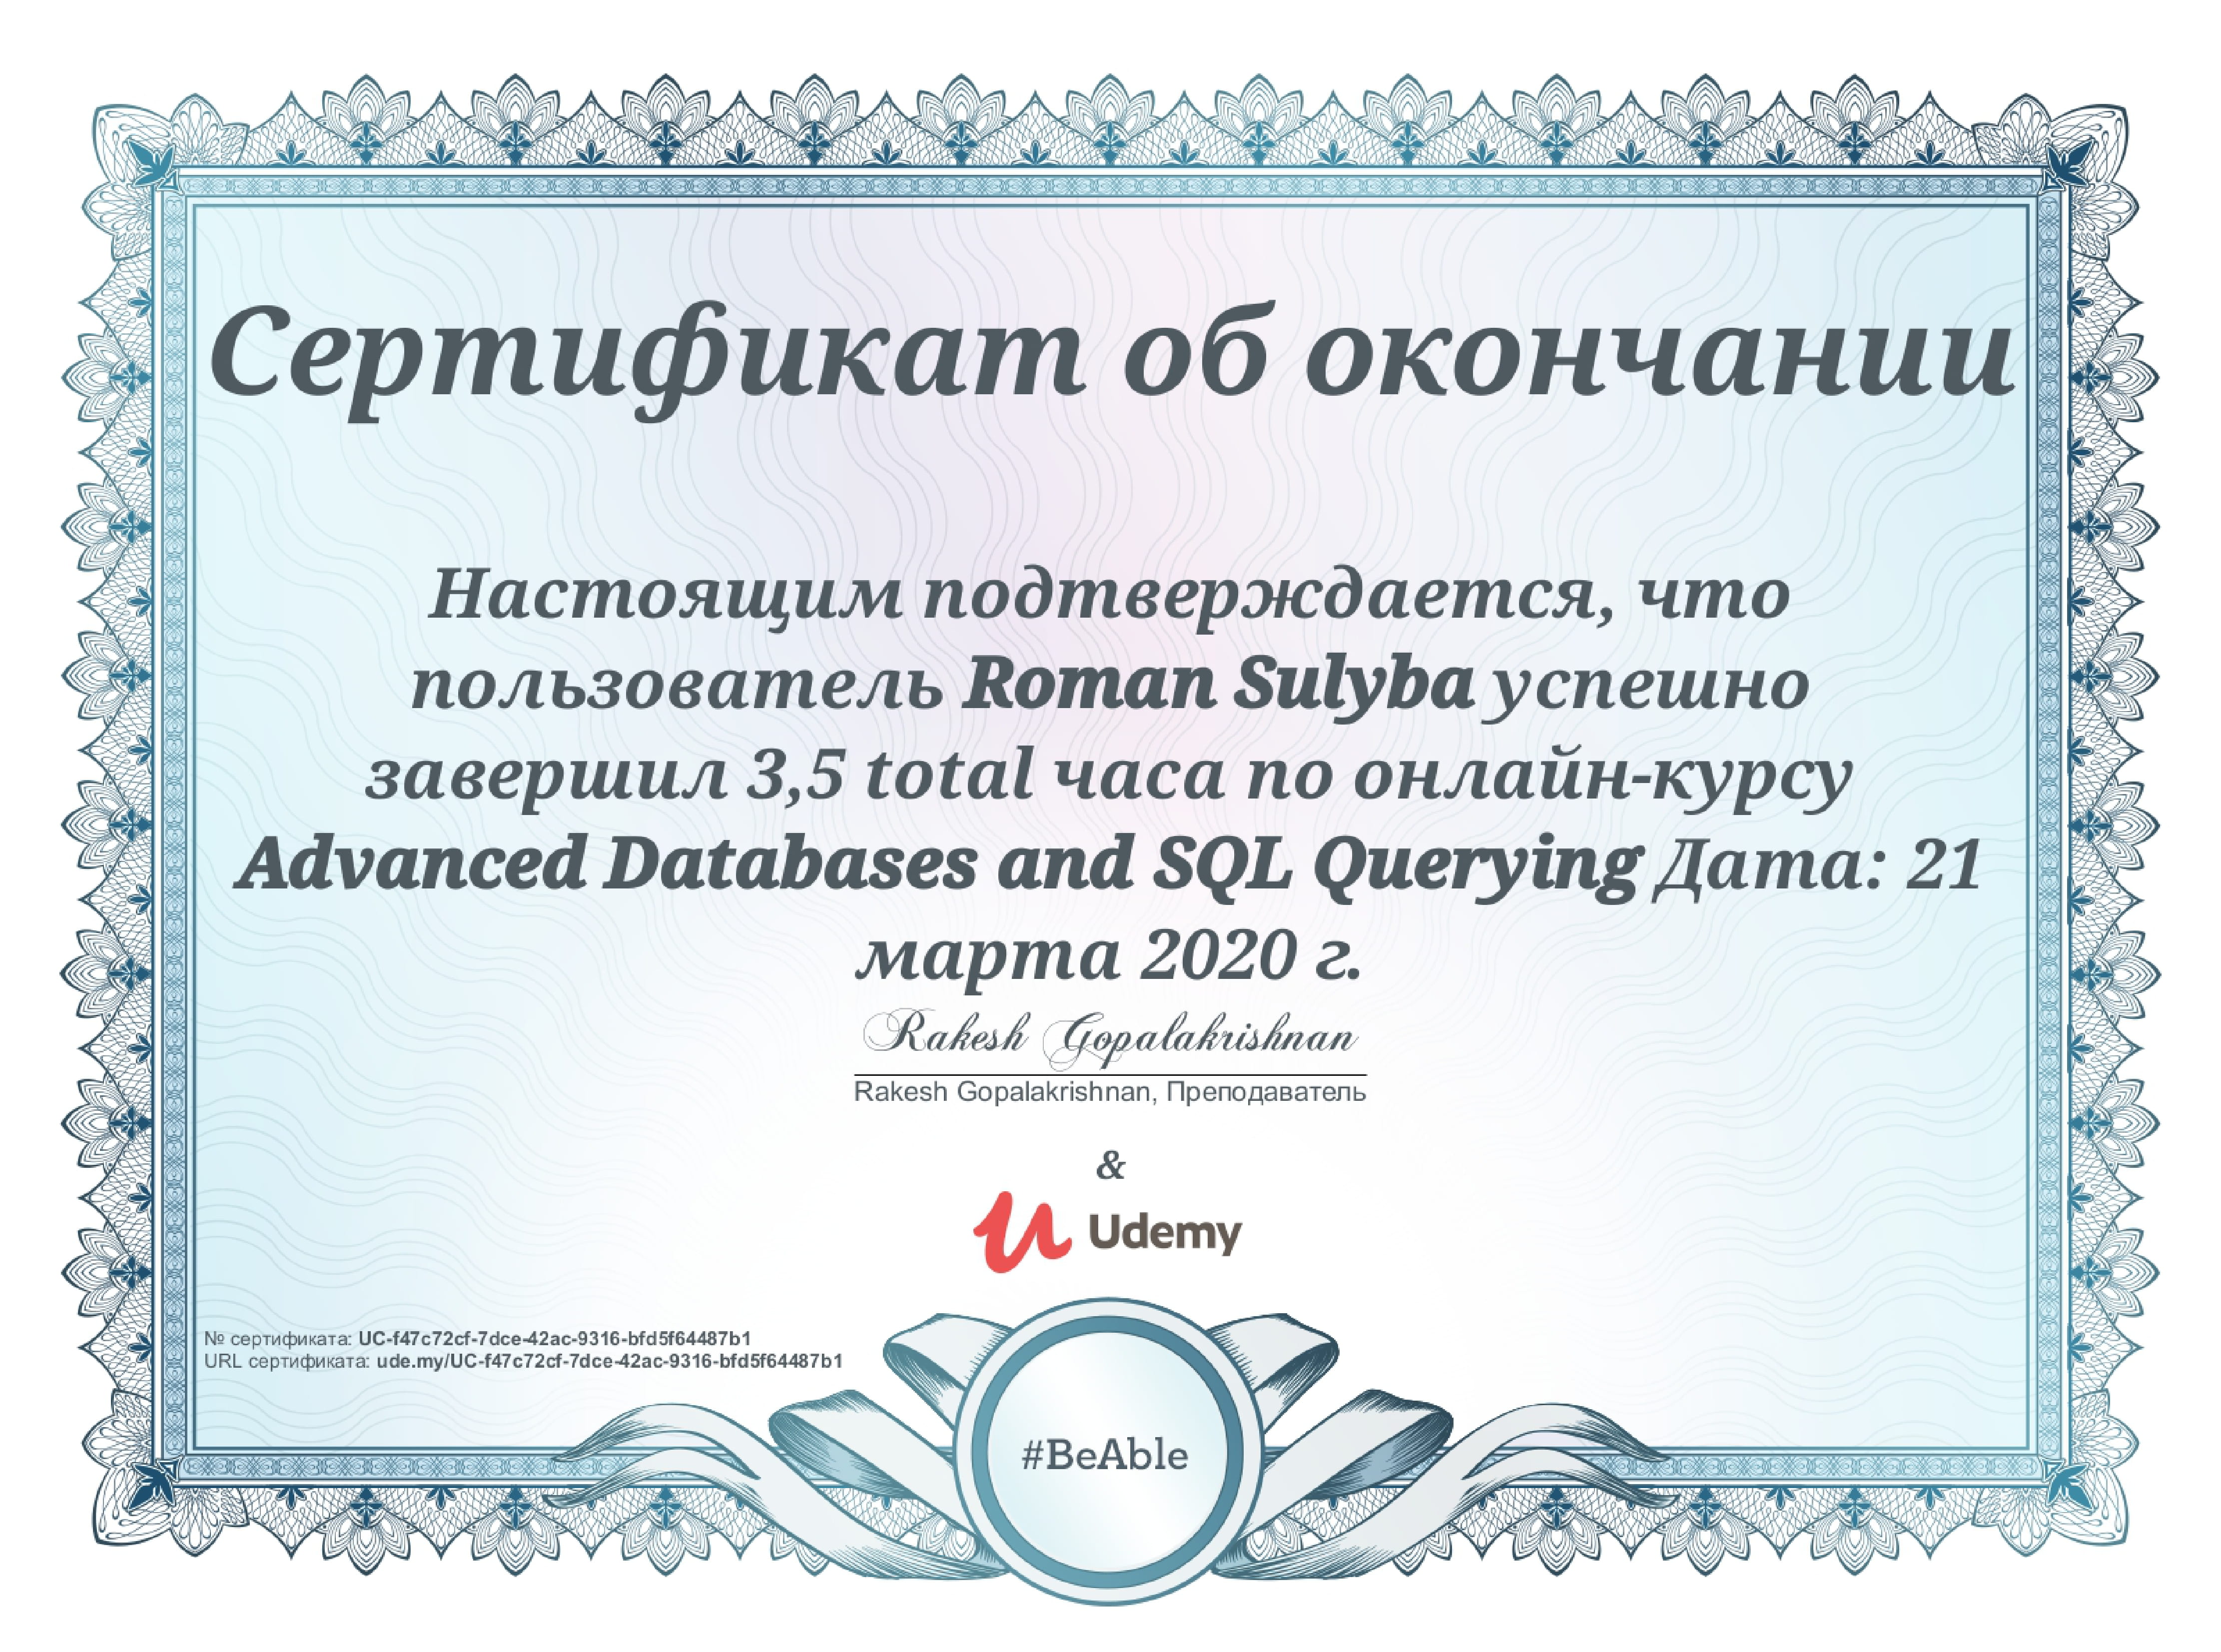 Сертификат об окончании
Настоящим подтверждается, что
пользователь Roman Sulyba успешно
завершил 3,5 total часа по онлайн-курсу
Advanced Databases and SQL Querying Дата: 21
марта 2020 г.
Rakesh Gopalakrishnan
Rakesh Gopalakrishnan, Преподаватель
&
Udemy
№ сертификата: UC-f47c72cf-7dce-42ac-9316-bfd5f64487b1
URL сертификата: ude.my/UC-f47c72cf-7dce-42ac-9316-bfd5f64487b1
#BeAble